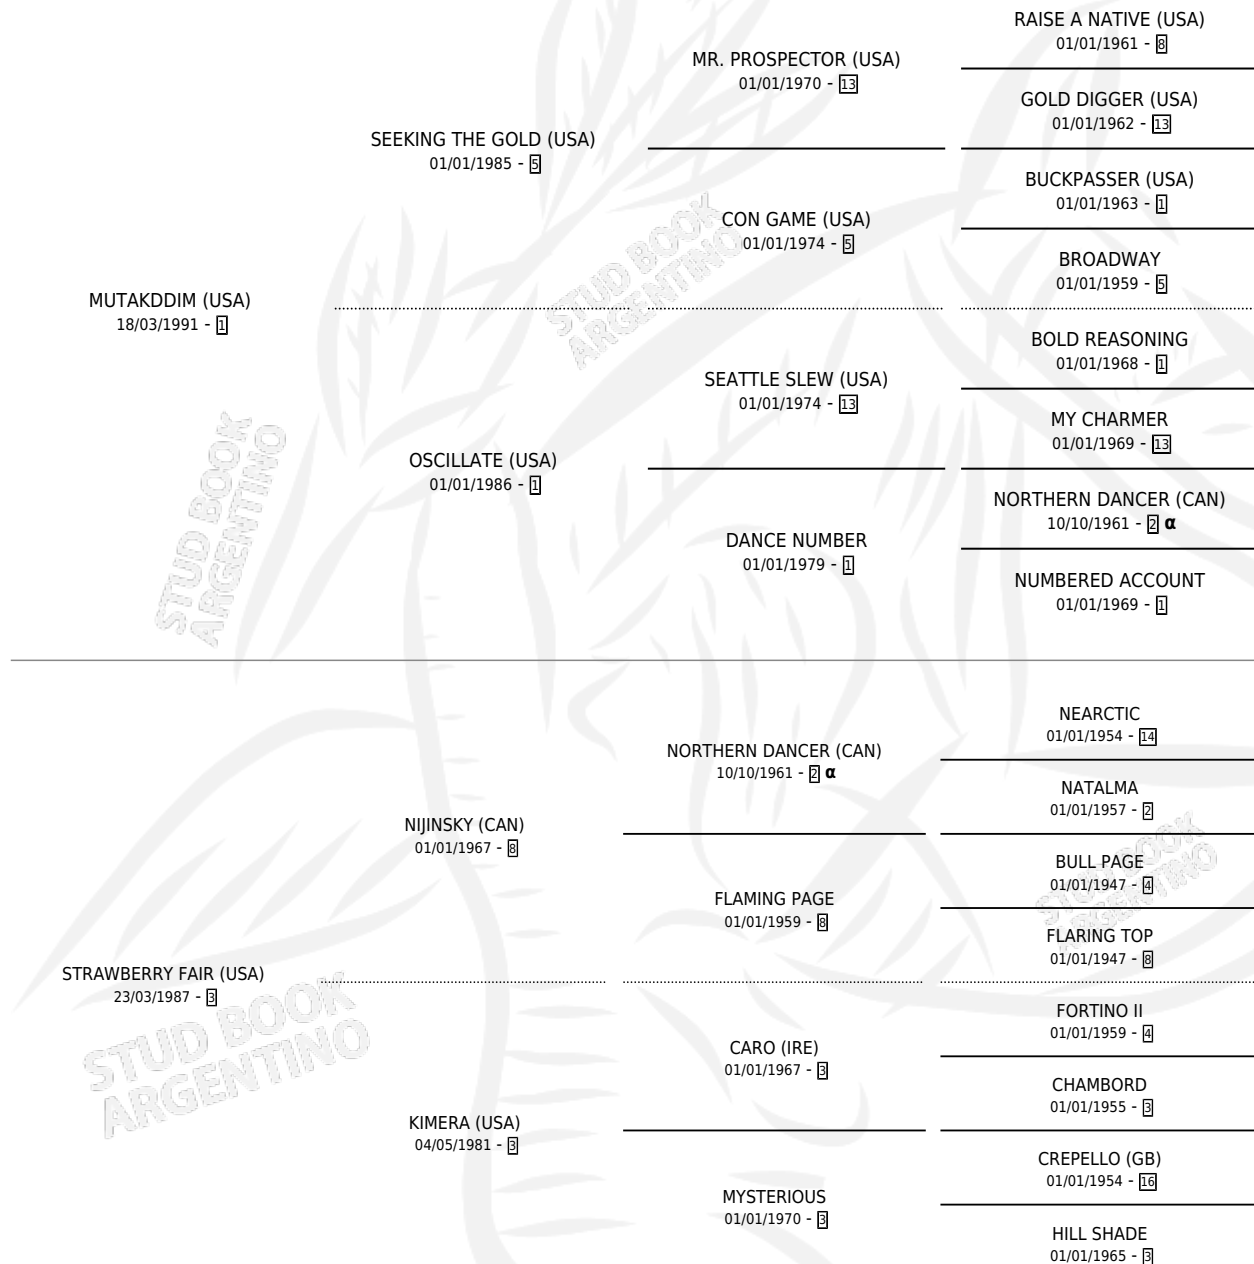 RAISE A NATIVE (USA)
01/01/1961 - 8
MR. PROSPECTOR (USA)
01/01/1970 - 13
GOLD DIGGER (USA)
01/01/1962 - 13
SEEKING THE GOLD (USA)
01/01/1985 - 5
BUCKPASSER (USA)
01/01/1963 - 1
CON GAME (USA)
01/01/1974 - 5
BROADWAY
01/01/1959 - 5
MUTAKDDIM (USA)
18/03/1991 - 1
BOLD REASONING
01/01/1968 - 1
SEATTLE SLEW (USA)
01/01/1974 - 13
MY CHARMER
01/01/1969 - 13
OSCILLATE (USA)
01/01/1986 - 1
NORTHERN DANCER (CAN)
10/10/1961 - 2 α
DANCE NUMBER
01/01/1979 - 1
NUMBERED ACCOUNT
01/01/1969 - 1
NEARCTIC
01/01/1954 - 14
NORTHERN DANCER (CAN)
10/10/1961 - 2 α
NATALMA
01/01/1957 - 2
NIJINSKY (CAN)
01/01/1967 - 8
BULL PAGE
01/01/1947 - 4
FLAMING PAGE
01/01/1959 - 8
FLARING TOP
01/01/1947 - 8
STRAWBERRY FAIR (USA)
23/03/1987 - 3
FORTINO II
01/01/1959 - 4
CARO (IRE)
01/01/1967 - 3
CHAMBORD
01/01/1955 - 3
KIMERA (USA)
04/05/1981 - 3
CREPELLO (GB)
01/01/1954 - 16
MYSTERIOUS
01/01/1970 - 3
HILL SHADE
01/01/1965 - 3
STUD BOOK
ARGENTINO
STUD BOOK
ARGENTINO
STUD BOOK
ARGENTINO
STUD BOOK
ARGENTINO